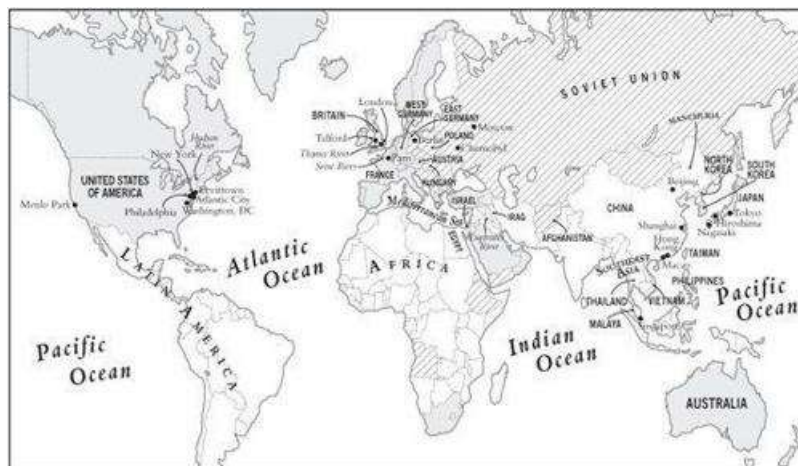 SOVIET UNION
London
WEST
GERMANY
EAST
GERMANY
BRITAIN
Telford
Thames River
Seine River
Moscow
Berlin
POLAND
Chernobyl
Paris
AUSTRIA
FRANCE
HUNGARY
MANCHURIA
NORTH
KOREA
SOUTH
KOREA
Hudson
River
New York
UNITED STATES
OF AMERICA
Levittown
Atlantic City
Washington, DC
Philadelphia
Menlo Park
Beijing
JAPAN
Tokyo
Hiroshima
Nagasaki
CHINA
Shanghai
Hong
Kong
Macau
TAIWAN
ISRAEL
Mediterranean Sea
EGYPT
IRAQ
AFGHANISTAN
LATIN AMERICA
Atlantic
Ocean
AFRICA
SOUTHEAST
ASIA
PHILIPPINES
THAILAND
VIETNAM
MALAYA
Singapore
Pacific
Ocean
Indian
Ocean
Pacific
Ocean
AUSTRALIA